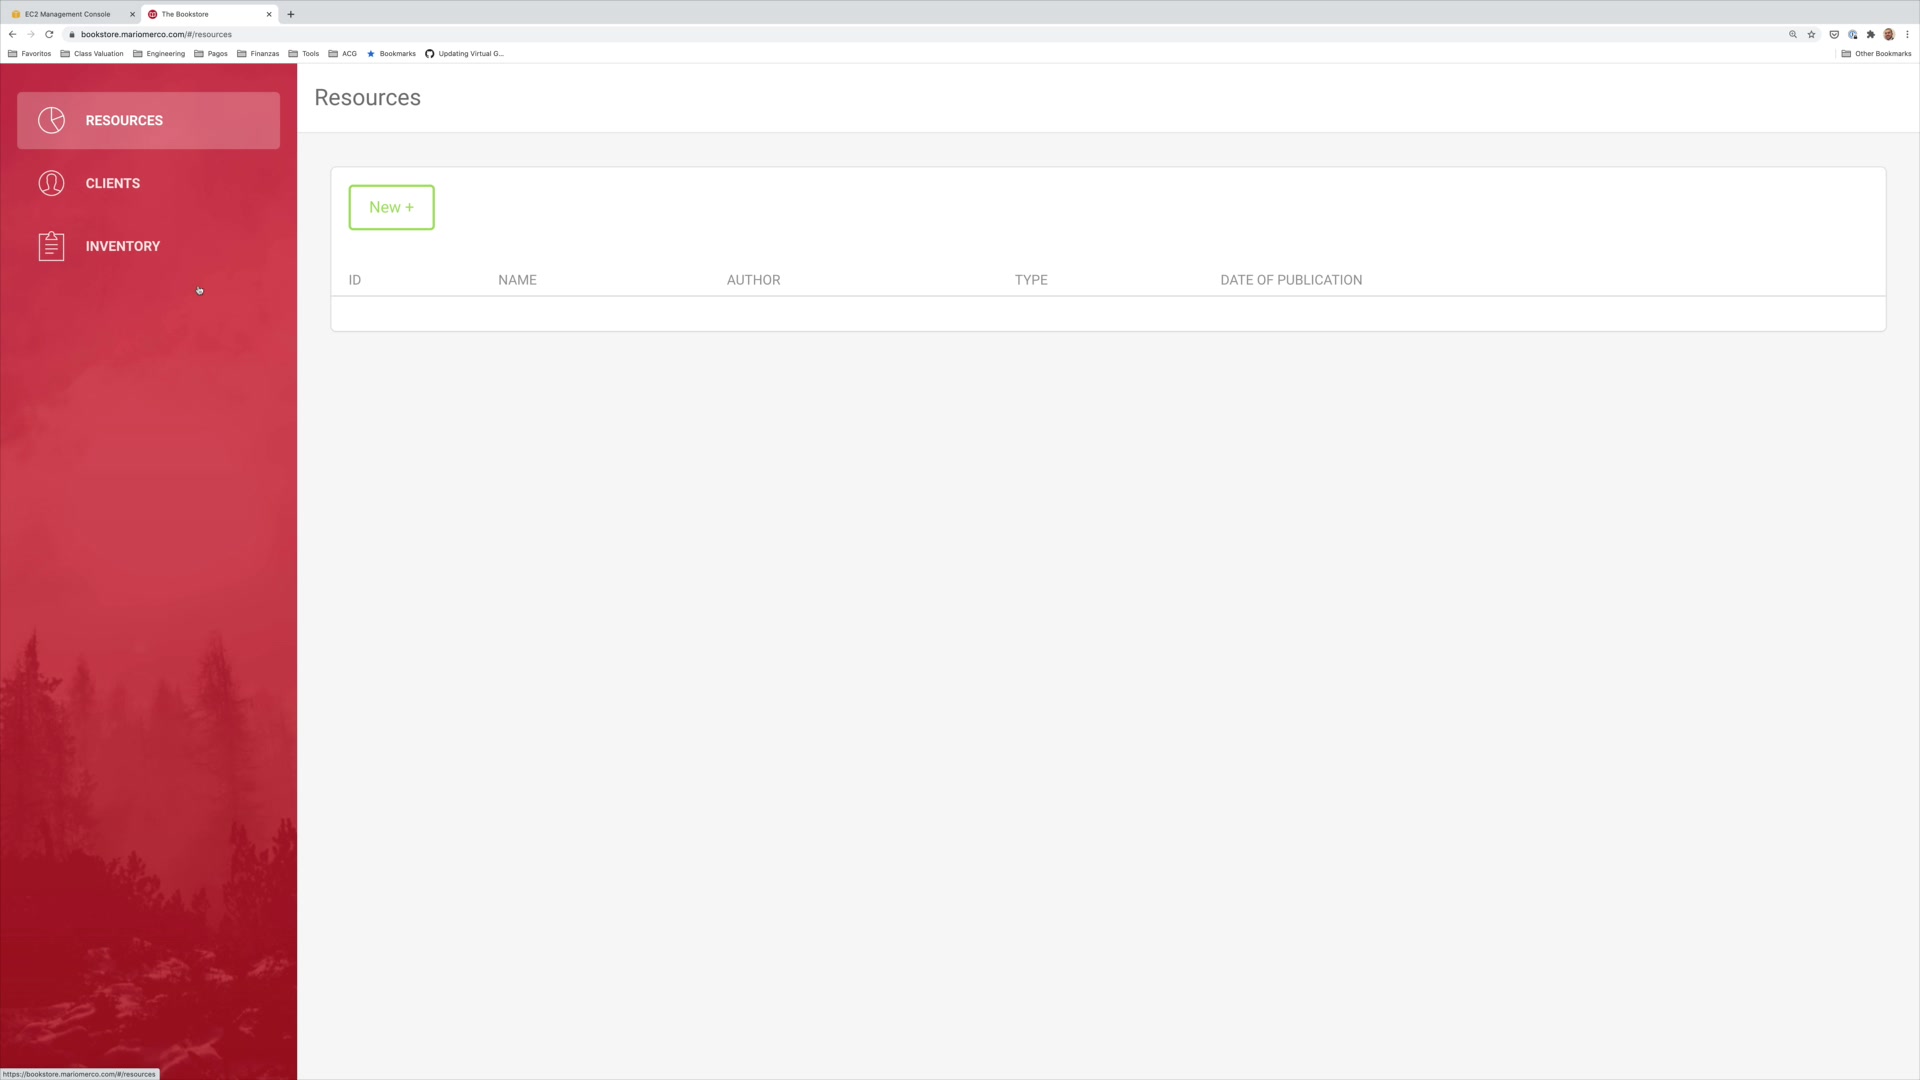 EC2 Management Console
The Bookstore
bookstore.mariomerco.com/#/resources
Favoritos Class Valuation Engineering Pagos Finanzas Tools ACG Bookmarks Updating Virtual G... Other Bookmarks
RESOURCES
CLIENTS
INVENTORY
Resources
New +
ID NAME AUTHOR TYPE DATE OF PUBLICATION
https://bookstore.mariomerco.com/#/resources